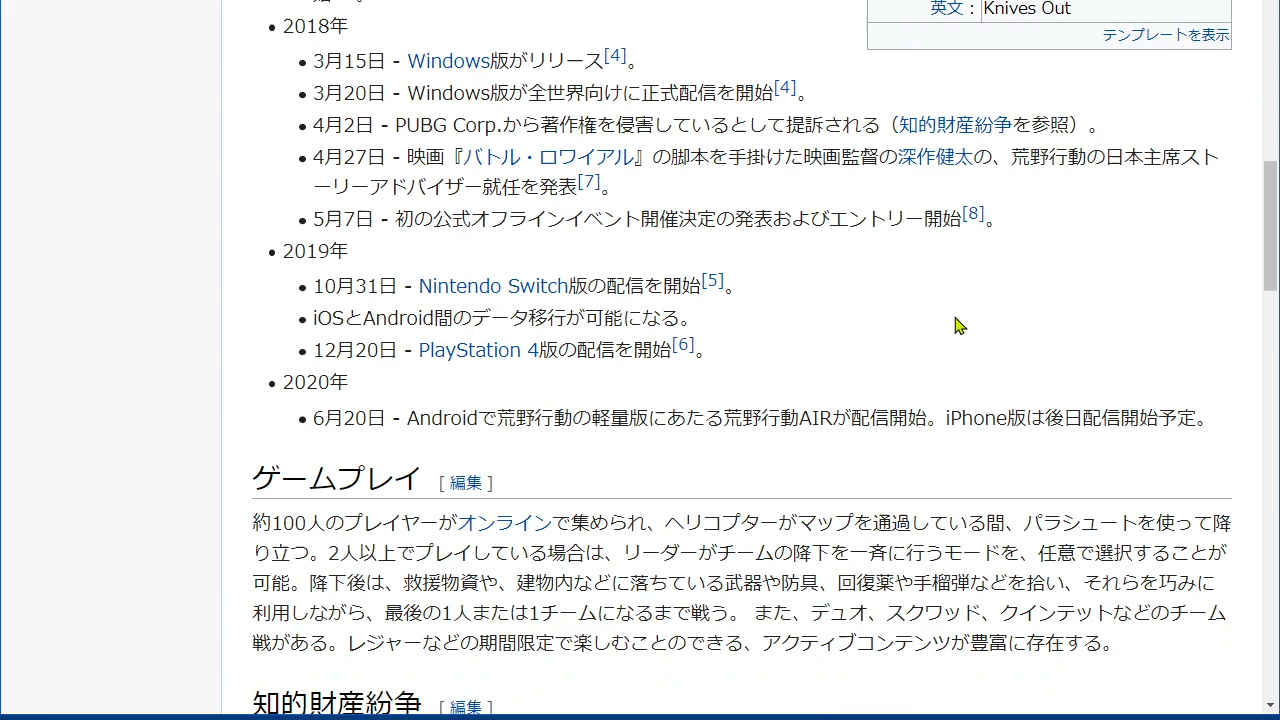 英文 : Knives Out
テンプレートを表示
• 2018年
• 3月15日 - Windows版がリリース[4]。
• 3月20日 - Windows版が全世界向けに正式配信を開始[4]。
• 4月2日 - PUBG Corp.から著作権を侵害しているとして提訴される（知的財産紛争を参照）。
• 4月27日 - 映画『バトル・ロワイアル』の脚本を手掛けた映画監督の深作健太の、荒野行動の日本主席スト
ーリーアドバイザー就任を発表[7]。
• 5月7日 - 初の公式オフラインイベント開催決定の発表およびエントリー開始[8]。
• 2019年
• 10月31日 - Nintendo Switch版の配信を開始[5]。
• iOSとAndroid間のデータ移行が可能になる。
• 12月20日 - PlayStation 4版の配信を開始[6]。
• 2020年
• 6月20日 - Androidで荒野行動の軽量版にあたる荒野行動AIRが配信開始。iPhone版は後日配信開始予定。
ゲームプレイ [ 編集 ]
約100人のプレイヤーがオンラインで集められ、ヘリコプターがマップを通過している間、パラシュートを使って降
り立つ。2人以上でプレイしている場合は、リーダーがチームの降下を一斉に行うモードを、任意で選択することが
可能。降下後は、救援物資や、建物内などに落ちている武器や防具、回復薬や手榴弾などを拾い、それらを巧みに
利用しながら、最後の1人または1チームになるまで戦う。 また、デュオ、スクワッド、クインテットなどのチーム
戦がある。レジャーなどの期間限定で楽しむことのできる、アクティブコンテンツが豊富に存在する。
知的財産紛争 [ 編集 ]